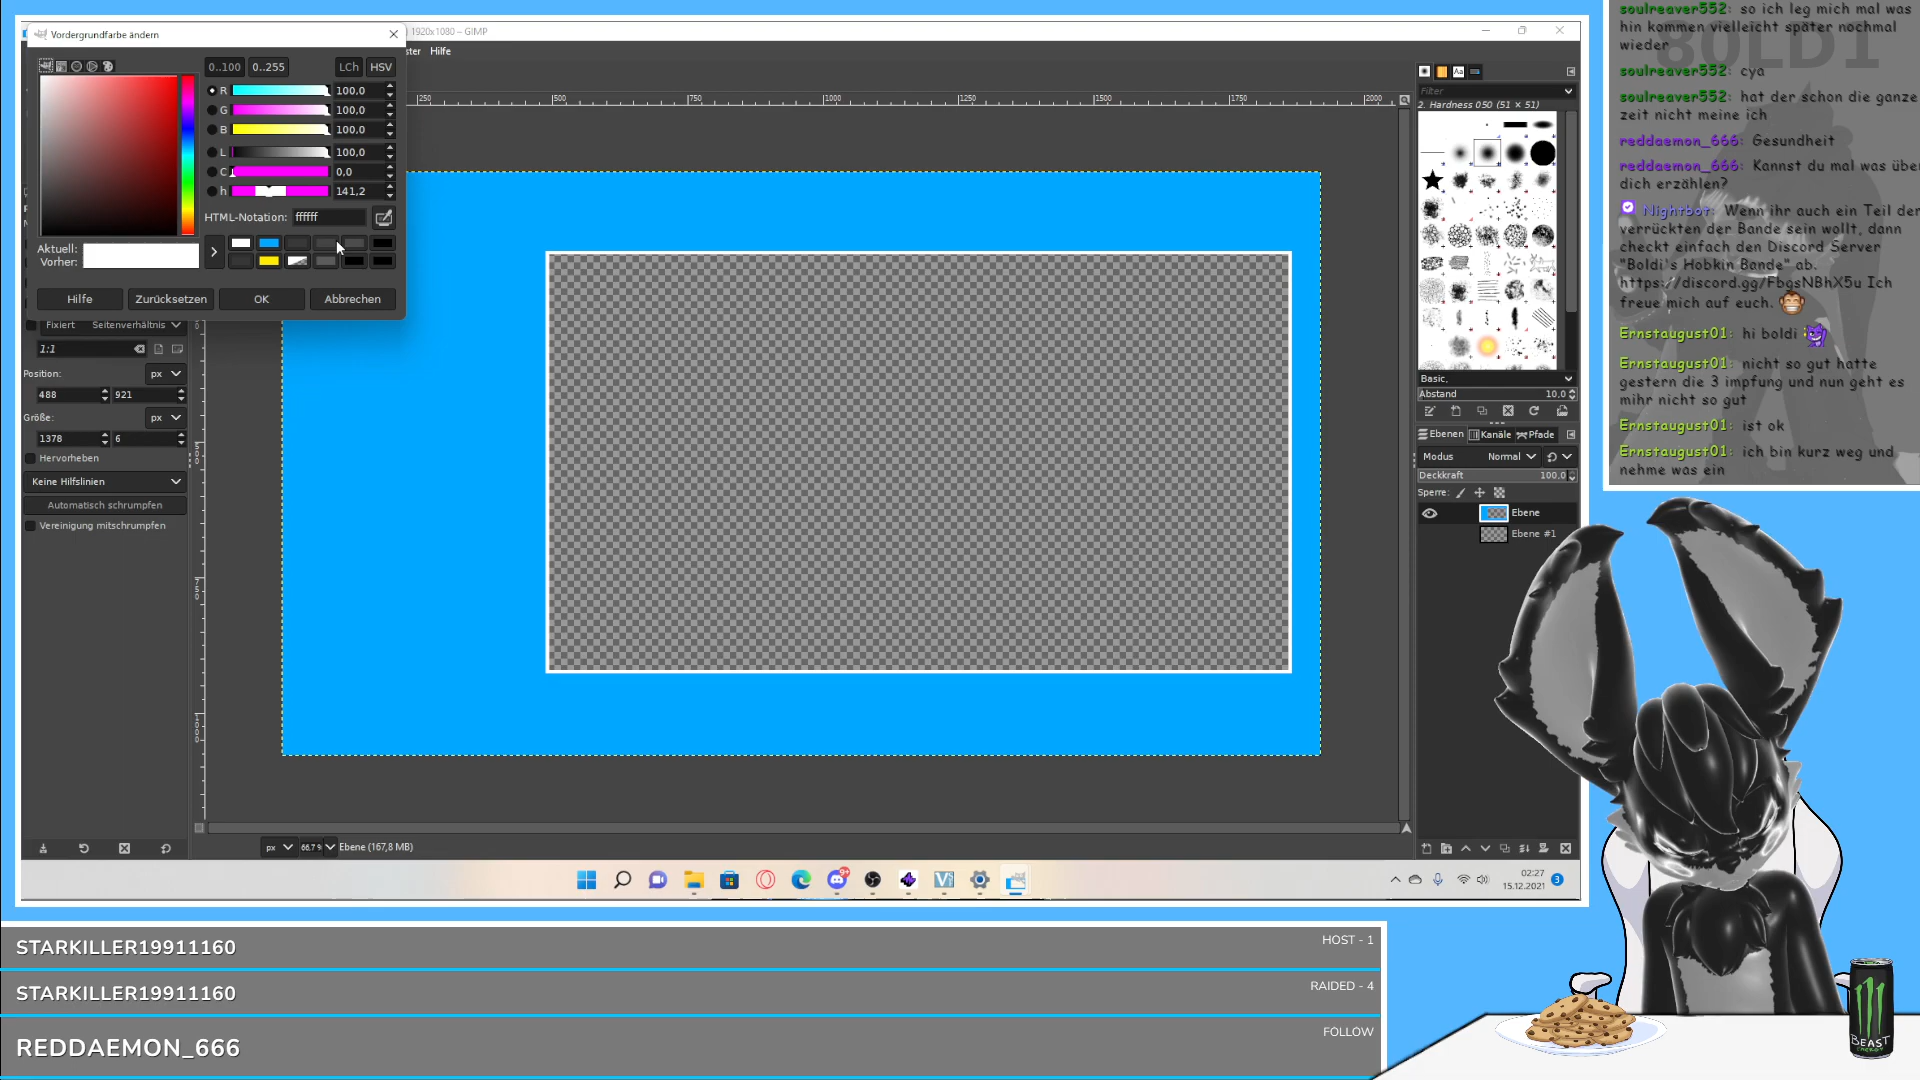 Vordergrundfarbe ändern
1920x1080 – GIMP
Hilfe
0..100
0..255
LCh
HSV
R
100,0
G
100,0
B
100,0
L
100,0
C
0,0
h
141,2
HTML-Notation:
ffffff
Aktuell:
Vorher:
Hilfe
Zurücksetzen
OK
Abbrechen
Fixiert
Seitenverhältnis
1:1
Position:
px
488
921
Größe:
px
1378
6
Hervorheben
Keine Hilfslinien
Automatisch schrumpfen
Vereinigung mitschrumpfen
250
500
750
1000
1250
1500
1750
2000
500
750
1000
px
66,7 %
Ebene (167,8 MB)
Filter
2. Hardness 050 (51 × 51)
Basic,
Abstand
10,0
Ebenen
Kanäle
Pfade
Modus
Normal
Deckkraft
100,0
Sperre:
Ebene
Ebene #1
02:27
15.12.2021
3
80LD1
soulreaver552: so ich leg mich mal was
hin kommen vielleicht später nochmal
wieder
soulreaver552: cya
soulreaver552: hat der schon die ganze
zeit nicht meine ich
reddaemon_666: Gesundheit
reddaemon_666: Kannst du mal was über
dich erzählen?
Nightbot: Wenn ihr auch ein Teil der
verrückten der Bande sein wollt, dann
checkt einfach den Discord Server
"Boldi's Hobkin Bande" ab.
https://discord.gg/FbgsNBhX5u Ich
freue mich auf euch.
Ernstaugust01: hi boldi
Ernstaugust01: nicht so gut hatte
gestern die 3 impfung und nun geht es
mihr nicht so gut
Ernstaugust01: ist ok
Ernstaugust01: ich bin kurz weg und
nehme was ein
STARKILLER19911160
HOST - 1
STARKILLER19911160
RAIDED - 4
REDDAEMON_666
FOLLOW
BEAST